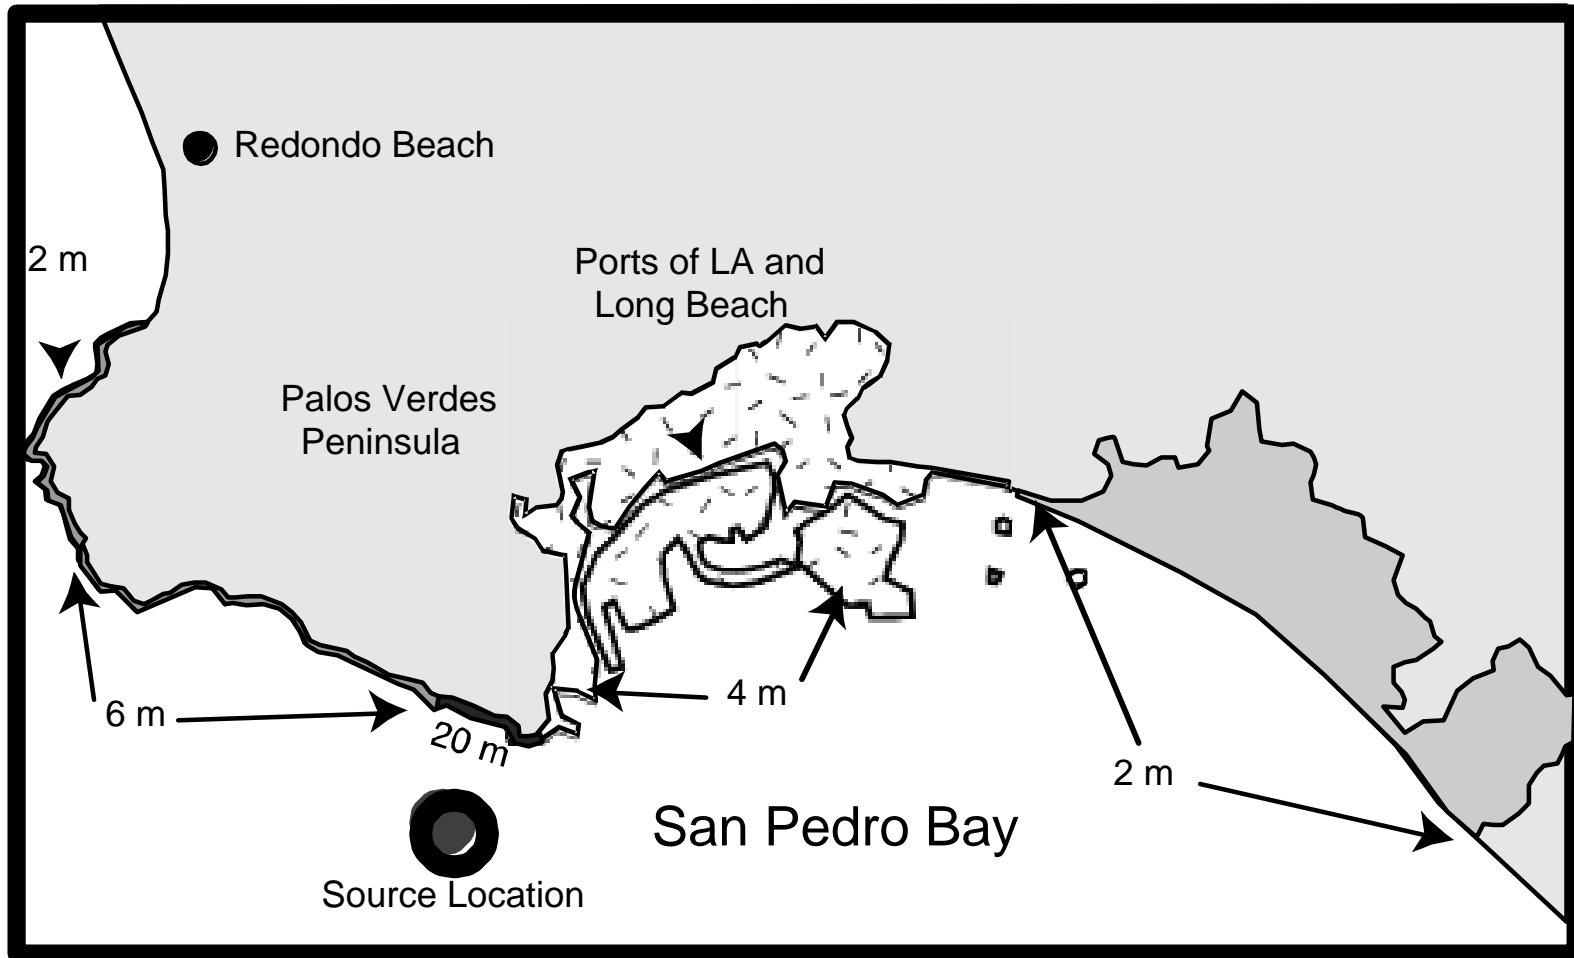 Redondo Beach
2 m
Ports of LA and
Long Beach
Palos Verdes
Peninsula
4 m
6 m
20 m
2 m
San Pedro Bay
Source Location